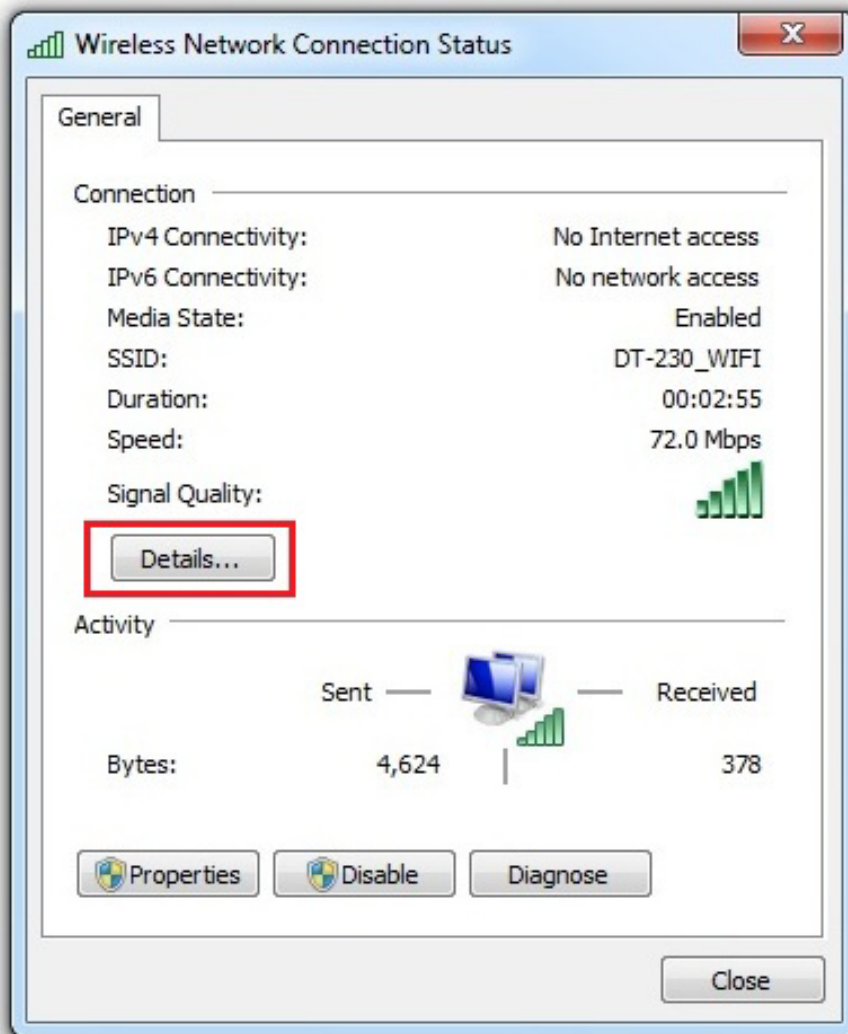 Wireless Network Connection Status
General
Connection
IPv4 Connectivity: No Internet access
IPv6 Connectivity: No network access
Media State: Enabled
SSID: DT-230_WIFI
Duration: 00:02:55
Speed: 72.0 Mbps
Signal Quality:
Details...
Activity
Sent Received
Bytes: 4,624 378
Properties Disable Diagnose
Close